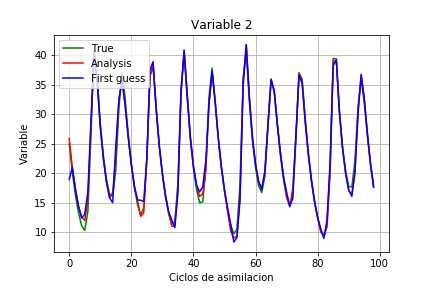 Variable 2
True
Analysis
First guess
Variable
40
35
30
25
20
15
10
0
20
40
60
80
100
Ciclos de asimilacion